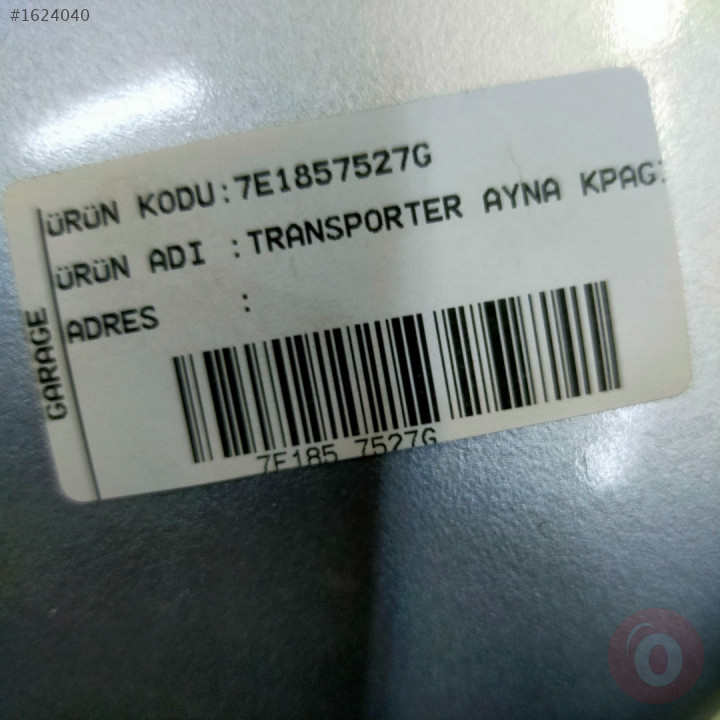 #1624040
ÜRÜN KODU:7E1857527G
ÜRÜN ADI :TRANSPORTER AYNA KPAG
ADRES :
GARAGE
7E185 7527G